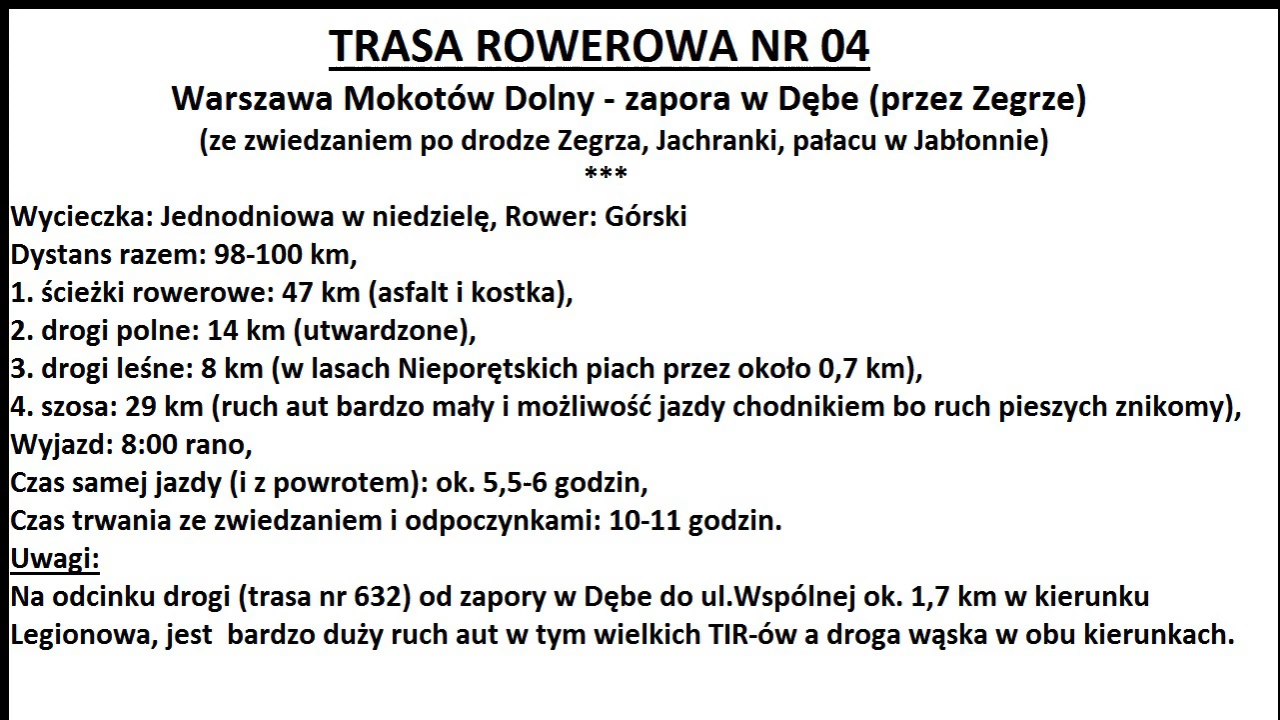 TRASA ROWEROWA NR 04
Warszawa Mokotów Dolny - zapora w Dębe (przez Zegrze)
(ze zwiedzaniem po drodze Zegrza, Jachranki, pałacu w Jabłonnie)
***
Wycieczka: Jednodniowa w niedzielę, Rower: Górski
Dystans razem: 98-100 km,
1. ścieżki rowerowe: 47 km (asfalt i kostka),
2. drogi polne: 14 km (utwardzone),
3. drogi leśne: 8 km (w lasach Nieporętskich piach przez około 0,7 km),
4. szosa: 29 km (ruch aut bardzo mały i możliwość jazdy chodnikiem bo ruch pieszych znikomy),
Wyjazd: 8:00 rano,
Czas samej jazdy (i z powrotem): ok. 5,5-6 godzin,
Czas trwania ze zwiedzaniem i odpoczynkami: 10-11 godzin.
Uwagi:
Na odcinku drogi (trasa nr 632) od zapory w Dębe do ul.Wspólnej ok. 1,7 km w kierunku
Legionowa, jest  bardzo duży ruch aut w tym wielkich TIR-ów a droga wąska w obu kierunkach.